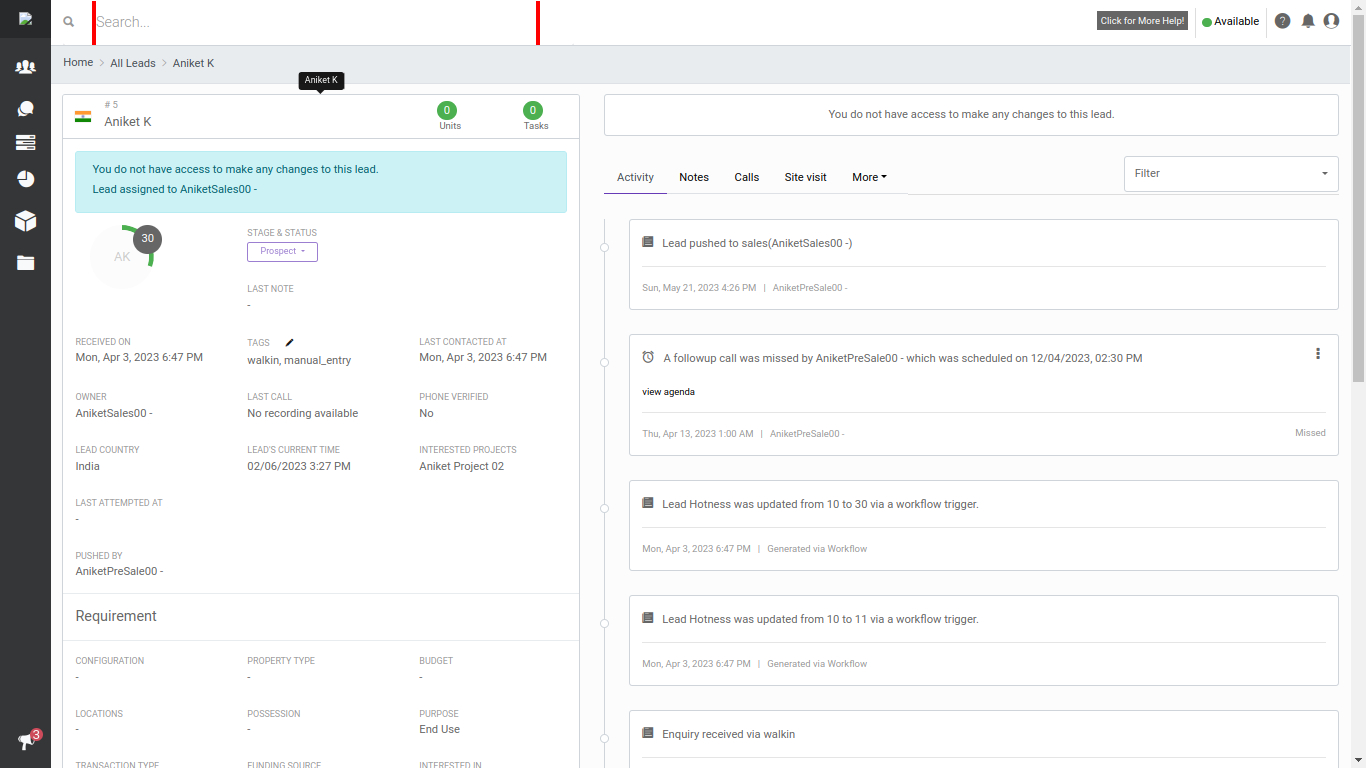 Search...
Click for More Help!
Available
?
Home > All Leads > Aniket K
Aniket K
# 5
Aniket K
0
Units
0
Tasks
You do not have access to make any changes to this lead.
Lead assigned to AniketSales00 -
AK
30
STAGE & STATUS
Prospect
LAST NOTE
-
RECEIVED ON
Mon, Apr 3, 2023 6:47 PM
TAGS
walkin, manual_entry
LAST CONTACTED AT
Mon, Apr 3, 2023 6:47 PM
OWNER
AniketSales00 -
LAST CALL
No recording available
PHONE VERIFIED
No
LEAD COUNTRY
India
LEAD'S CURRENT TIME
02/06/2023 3:27 PM
INTERESTED PROJECTS
Aniket Project 02
LAST ATTEMPTED AT
-
PUSHED BY
AniketPreSale00 -
Requirement
CONFIGURATION
-
PROPERTY TYPE
-
BUDGET
-
LOCATIONS
-
POSSESSION
-
PURPOSE
End Use
TRANSACTION TYPE
FUNDING SOURCE
INTERESTED IN
3
You do not have access to make any changes to this lead.
Activity
Notes
Calls
Site visit
More
Filter
Lead pushed to sales(AniketSales00 -)
Sun, May 21, 2023 4:26 PM | AniketPreSale00 -
A followup call was missed by AniketPreSale00 - which was scheduled on 12/04/2023, 02:30 PM
view agenda
Thu, Apr 13, 2023 1:00 AM | AniketPreSale00 -
Missed
Lead Hotness was updated from 10 to 30 via a workflow trigger.
Mon, Apr 3, 2023 6:47 PM | Generated via Workflow
Lead Hotness was updated from 10 to 11 via a workflow trigger.
Mon, Apr 3, 2023 6:47 PM | Generated via Workflow
Enquiry received via walkin